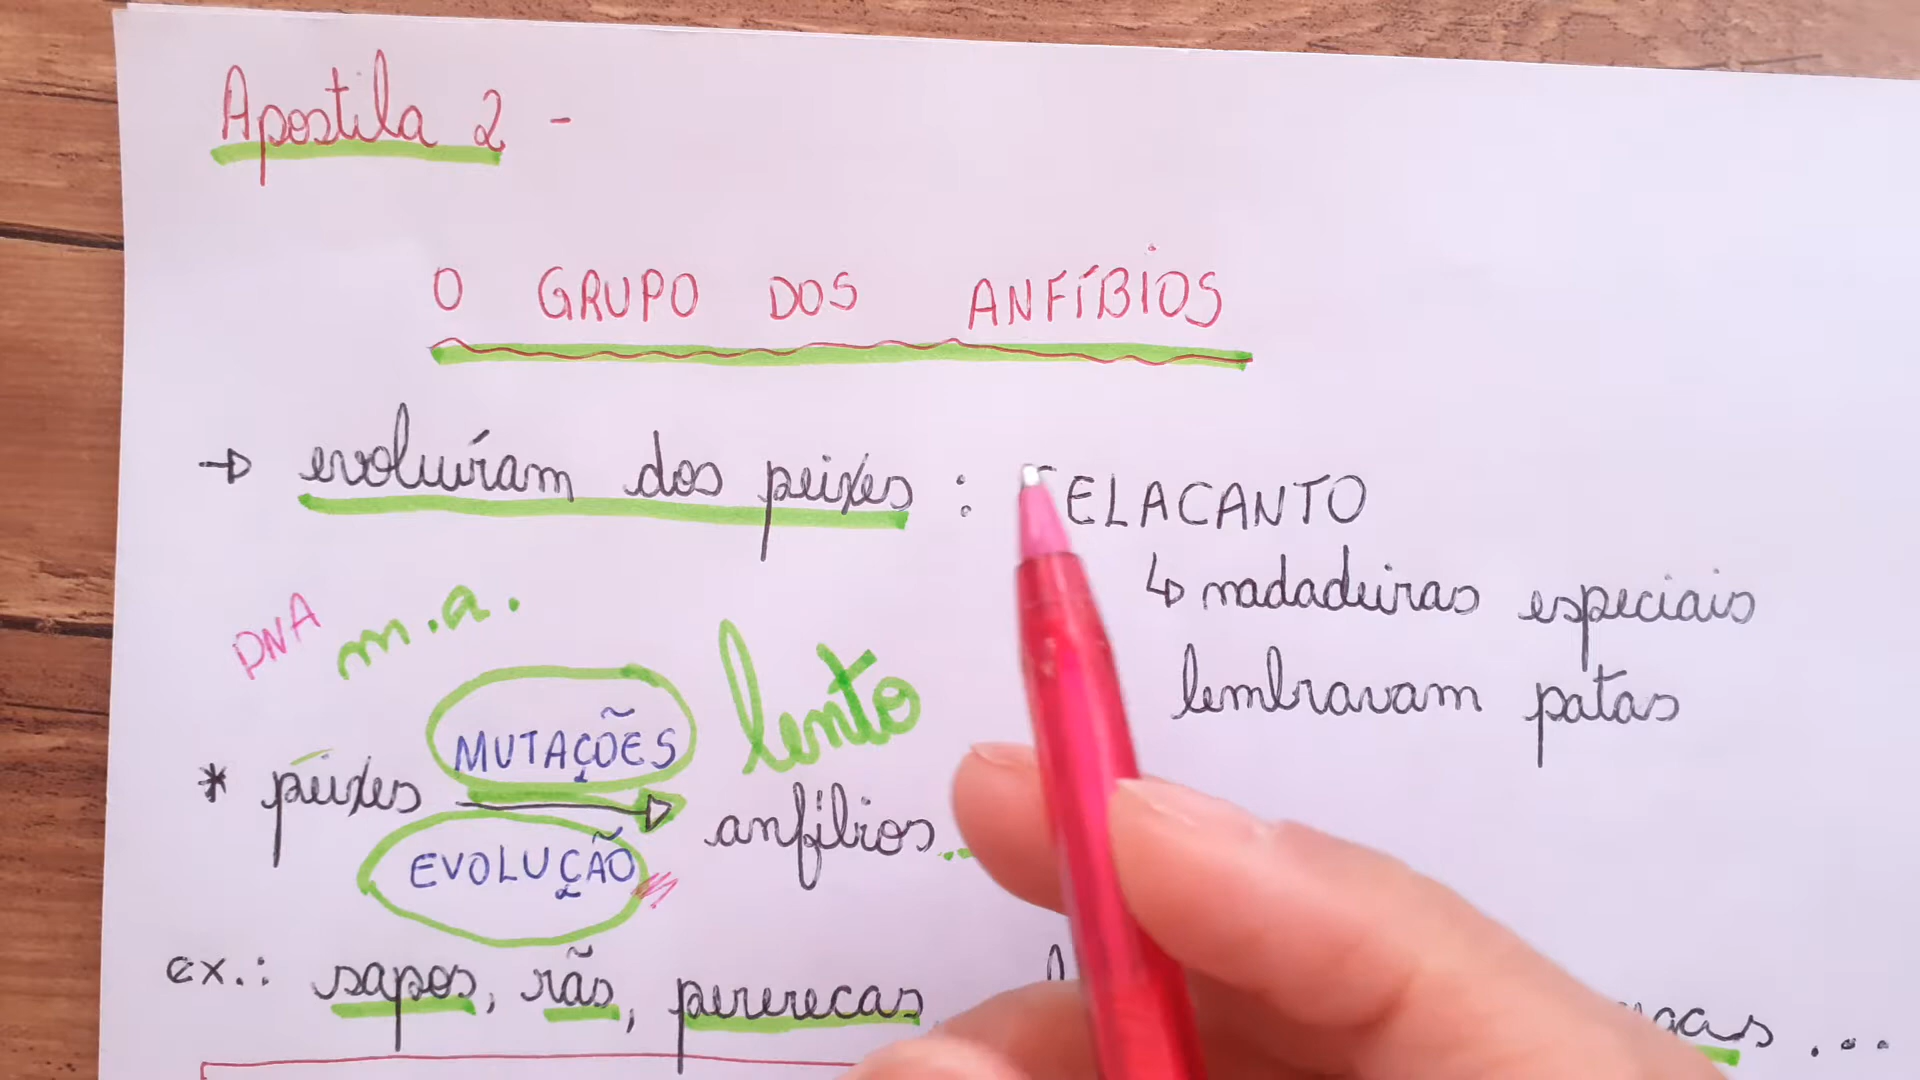 Apostila 2 -
O GRUPO DOS ANFÍBIOS
→ evoluíram dos peixes : ELACANTO
↳ nadadeiras especiais
lembravam patas
DNA m.a.
MUTAÇÕES lento
* peixes → anfíbios...
EVOLUÇÃO
ex.: sapos, rãs, pererecas ...